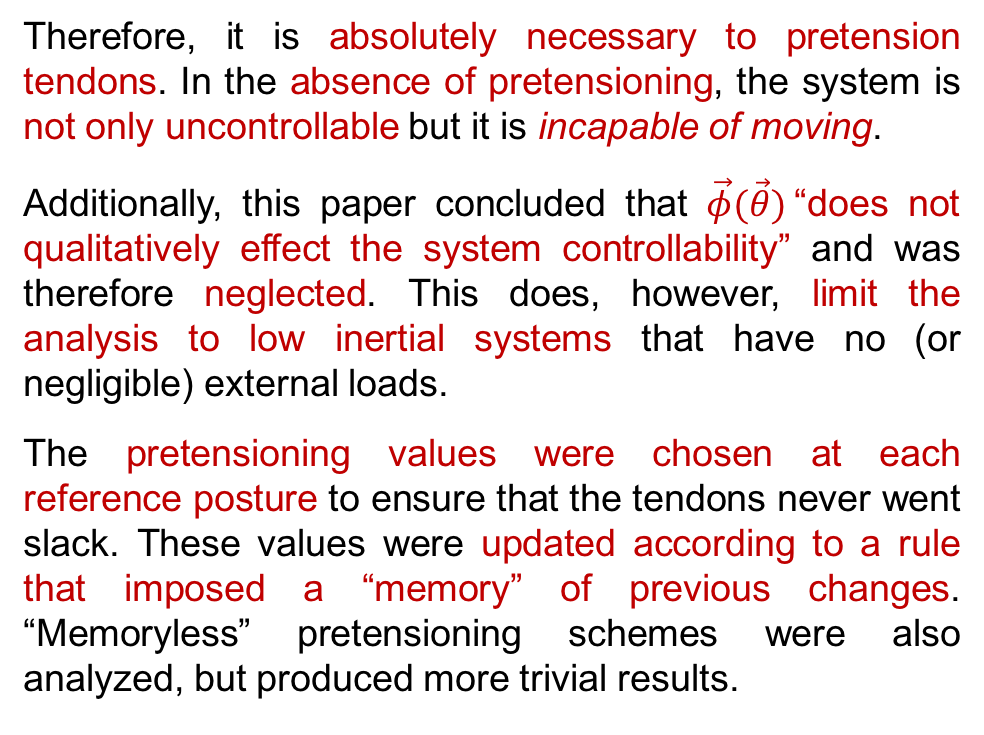 Therefore, it is absolutely necessary to pretension
tendons. In the absence of pretensioning, the system is
not only uncontrollable but it is incapable of moving.
Additionally, this paper concluded that $\vec{\phi}(\vec{\theta})$ “does not
qualitatively effect the system controllability” and was
therefore neglected. This does, however, limit the
analysis to low inertial systems that have no (or
negligible) external loads.
The pretensioning values were chosen at each
reference posture to ensure that the tendons never went
slack. These values were updated according to a rule
that imposed a “memory” of previous changes.
“Memoryless” pretensioning schemes were also
analyzed, but produced more trivial results.